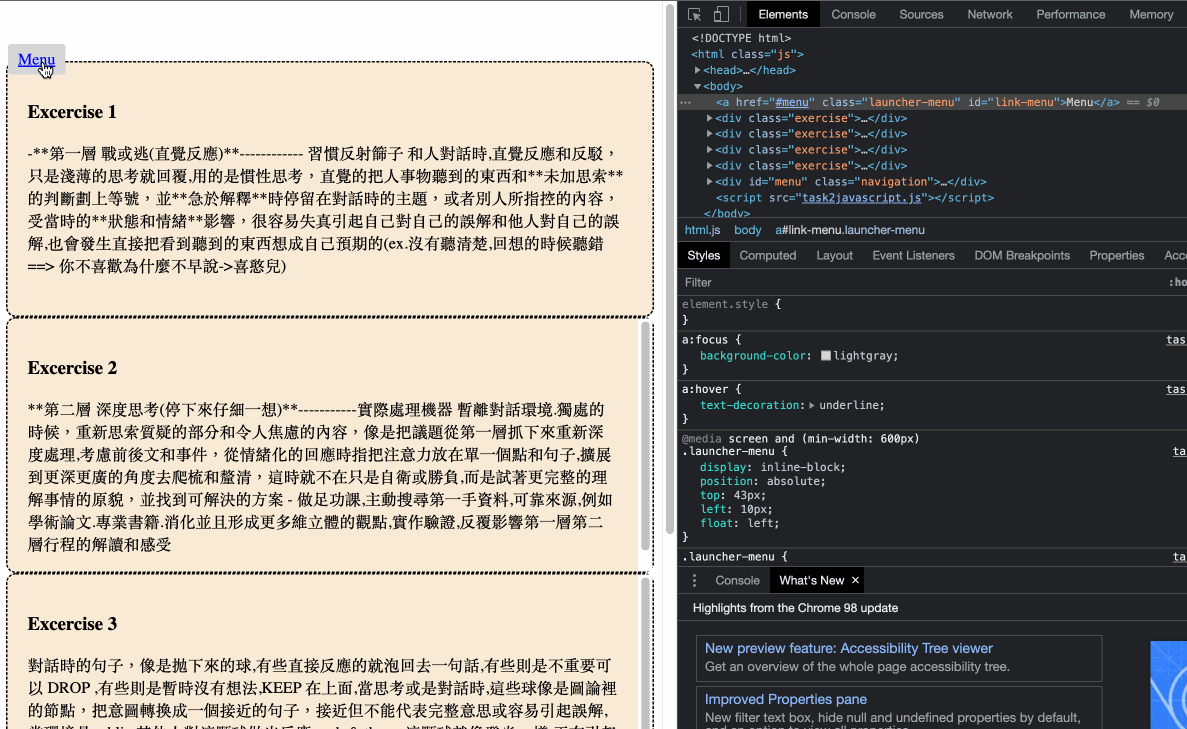 Menu
Excercise 1
-**第一層 戰或逃(直覺反應)**------------ 習慣反射篩子 和人對話時,直覺反應和反駁，
只是淺薄的思考就回覆,用的是慣性思考，直覺的把人事物聽到的東西和**未加思索**
的判斷劃上等號，並**急於解釋**時停留在對話時的主題，或者別人所指控的內容，
受當時的**狀態和情緒**影響，很容易失真引起自己對自己的誤解和他人對自己的誤
解,也會發生直接把看到聽到的東西想成自己預期的(ex.沒有聽清楚,回想的時候聽錯
==> 你不喜歡為什麼不早說->喜憨兒)
Excercise 2
**第二層 深度思考(停下來仔細一想)**-----------實際處理機器 暫離對話環境.獨處的
時候，重新思索質疑的部分和令人焦慮的內容，像是把議題從第一層抓下來重新深
度處理,考慮前後文和事件，從情緒化的回應時指把注意力放在單一個點和句子,擴展
到更深更廣的角度去爬梳和釐清，這時就不在只是自衛或勝負,而是試著更完整的理
解事情的原貌，並找到可解決的方案 - 做足功課,主動搜尋第一手資料,可靠來源,例如
學術論文.專業書籍.消化並且形成更多維立體的觀點,實作驗證,反覆影響第一層第二
層行程的解讀和感受
Excercise 3
對話時的句子，像是拋下來的球,有些直接反應的就泡回去一句話,有些則是不重要可
以 DROP ,有些則是暫時沒有想法,KEEP 在上面,當思考或是對話時,這些球像是圖論裡
的節點，把意圖轉換成一個接近的句子，接近但不能代表完整意思或容易引起誤解,
Elements Console Sources Network Performance Memory
<!DOCTYPE html>
<html class="js">
<head>…</head>
<body>
<a href="#menu" class="launcher-menu" id="link-menu">Menu</a> == $0
<div class="exercise">…</div>
<div class="exercise">…</div>
<div class="exercise">…</div>
<div class="exercise">…</div>
<div id="menu" class="navigation">…</div>
<script src="task2javascript.js"></script>
</body>
html.js body a#link-menu.launcher-menu
Styles Computed Layout Event Listeners DOM Breakpoints Properties Acc
Filter :ho
element.style {
}
a:focus { tas
background-color: lightgray;
}
a:hover { tas
text-decoration: underline;
}
@media screen and (min-width: 600px)
.launcher-menu { ta
display: inline-block;
position: absolute;
top: 43px;
left: 10px;
float: left;
}
.launcher-menu { ta
Console What's New ×
Highlights from the Chrome 98 update
New preview feature: Accessibility Tree viewer
Get an overview of the whole page accessibility tree.
Improved Properties pane
New filter text box, hide null and undefined properties by default,
and an option to view all properties.